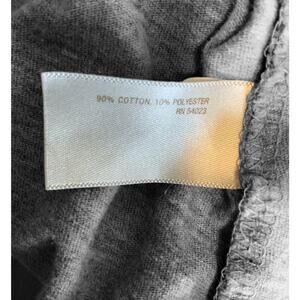 90% COTTON, 10% POLYESTER
RN 54023